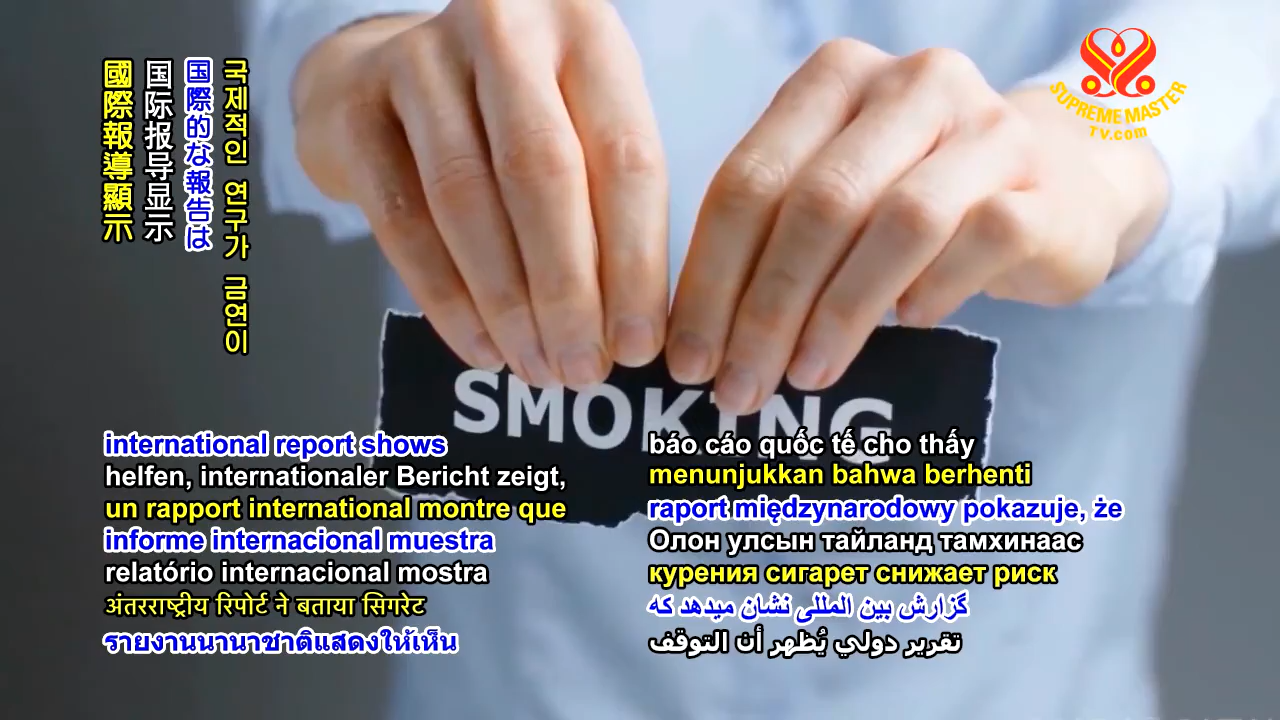 國際報導顯示
国际报导显示
国際的な報告は
국제적인 연구가 금연이
SUPREME MASTER
TV.com
SMOKING
international report shows
helfen, internationaler Bericht zeigt,
un rapport international montre que
informe internacional muestra
relatório internacional mostra
अंतरराष्ट्रीय रिपोर्ट ने बताया सिगरेट
รายงานนานาชาติแสดงให้เห็น
báo cáo quốc tế cho thấy
menunjukkan bahwa berhenti
raport międzynarodowy pokazuje, że
Олон улсын тайланд тамхинаас
курения сигарет снижает риск
گزارش بین المللی نشان میدهد که
تقرير دولي يُظهر أن التوقف